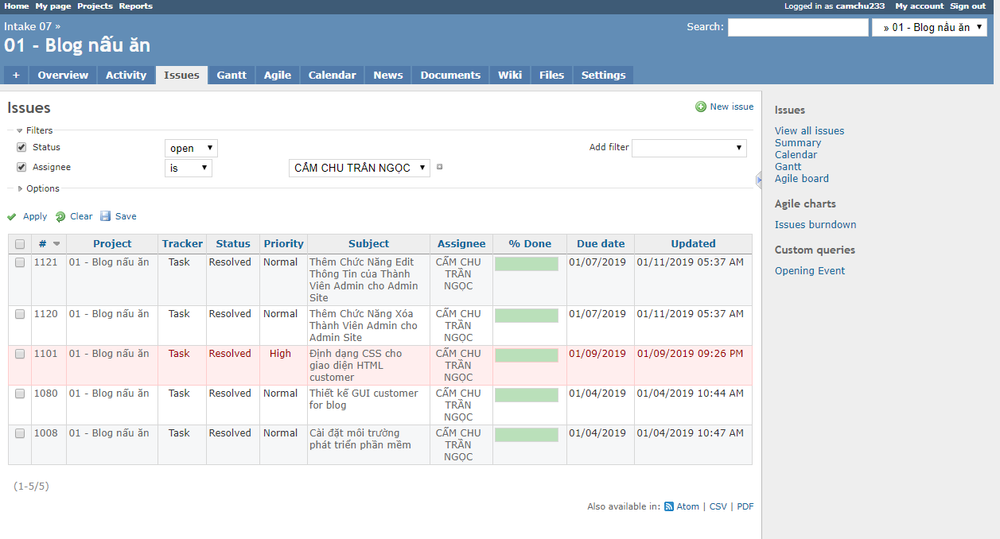 Home My page Projects Reports
Logged in as camchu233 My account Sign out
Intake 07 »
Search: » 01 - Blog nấu ăn
01 - Blog nấu ăn
+ Overview Activity Issues Gantt Agile Calendar News Documents Wiki Files Settings
Issues
New issue
Filters
Status open Add filter
Assignee is CẨM CHU TRẦN NGỌC
Options
Apply Clear Save
# Project Tracker Status Priority Subject Assignee % Done Due date Updated
1121 01 - Blog nấu ăn Task Resolved Normal Thêm Chức Năng Edit CẨM CHU 01/07/2019 01/11/2019 05:37 AM
Thông Tin của Thành TRẦN
Viên Admin cho Admin NGỌC
Site
1120 01 - Blog nấu ăn Task Resolved Normal Thêm Chức Năng Xóa CẨM CHU 01/07/2019 01/11/2019 05:37 AM
Thành Viên Admin cho TRẦN
Admin Site NGỌC
1101 01 - Blog nấu ăn Task Resolved High Định dạng CSS cho CẨM CHU 01/09/2019 01/09/2019 09:26 PM
giao diện HTML TRẦN
customer NGỌC
1080 01 - Blog nấu ăn Task Resolved Normal Thiết kế GUI customer CẨM CHU 01/04/2019 01/04/2019 10:44 AM
for blog TRẦN
NGỌC
1008 01 - Blog nấu ăn Task Resolved Normal Cài đặt môi trường CẨM CHU 01/04/2019 01/04/2019 10:47 AM
phát triển phần mềm TRẦN
NGỌC
(1-5/5)
Also available in: Atom | CSV | PDF
Issues
View all issues
Summary
Calendar
Gantt
Agile board
Agile charts
Issues burndown
Custom queries
Opening Event